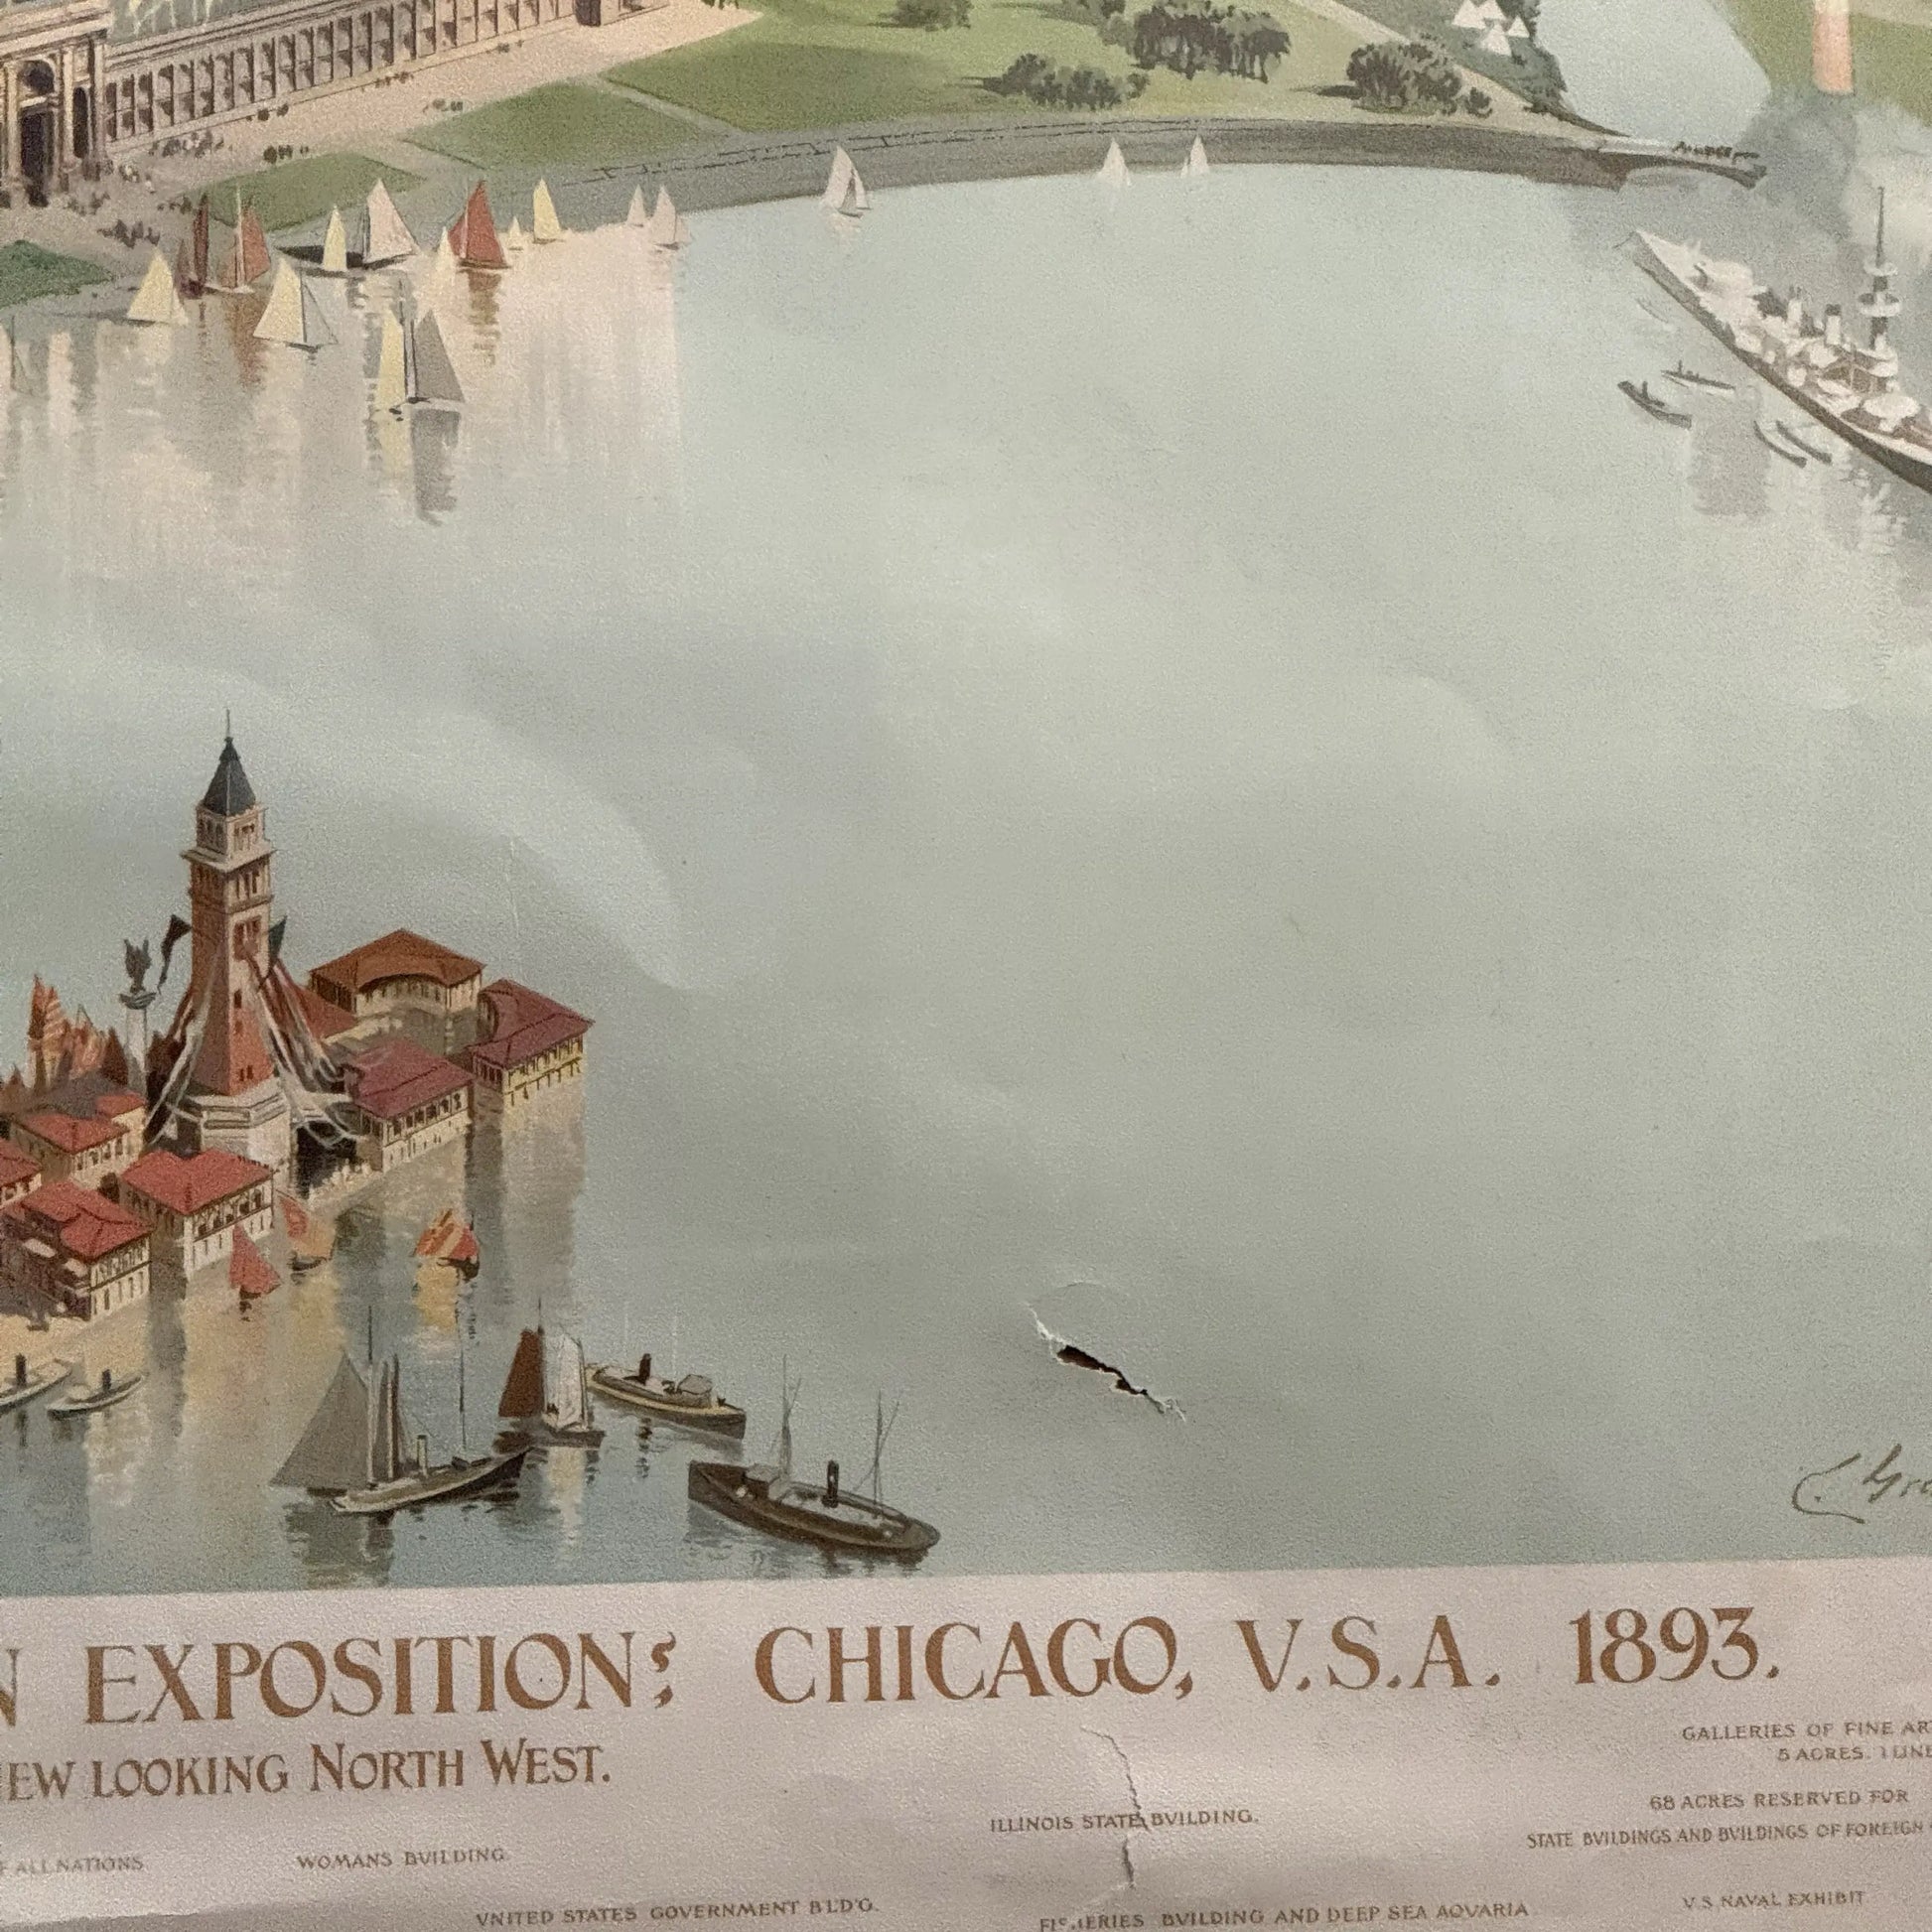 EXPOSITION; CHICAGO, V.S.A. 1893.
LOOKING NORTH WEST.
GALLERIES OF FINE
5 ACRES.
68 ACRES RESERVED FOR
ILLINOIS STATE BVILDING.
STATE BVILDINGS AND BVILDINGS OF FOREIGN
ALL NATIONS
WOMANS BVILDING
VNITED STATES GOVERNMENT BLD'G.
BVILDING AND DEEP SEA AQVARIA
V.S. NAVAL EXHIBIT